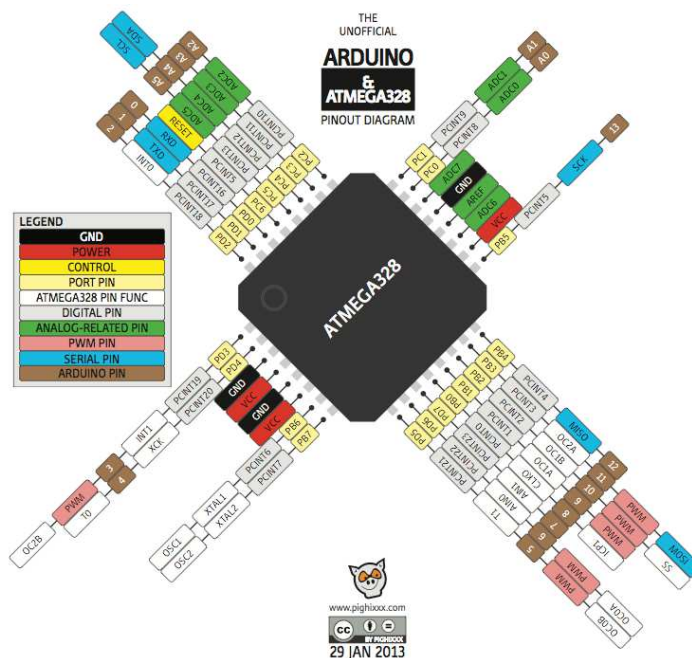 THE
UNOFFICIAL
ARDUINO
&
ATMEGA328
PINOUT DIAGRAM
SCL
SDA
A5
A4
A3
A2
ADC5
ADC4
ADC3
ADC2
2
1
0
INT0
TXD
RXD
RESET
PCINT18
PCINT17
PCINT16
PCINT5
PCINT13
PCINT12
PCINT11
PCINT10
PD2
PD1
PD0
PC6
PC5
PC4
PC3
PC2
A1
A0
ADC1
ADC0
PCINT9
PCINT8
PC1
PC0
ADC7
GND
AREF
ADC6
VCC
PB5
PCINT5
SCK
13
LEGEND
GND
POWER
CONTROL
PORT PIN
ATMEGA328 PIN FUNC
DIGITAL PIN
ANALOG-RELATED PIN
PWM PIN
SERIAL PIN
ARDUINO PIN
ATMEGA328
PD3
PD4
GND
VCC
GND
VCC
PB6
PB7
PCINT19
PCINT20
INT1
XCK
3
4
PWM
T0
OC2B
PCINT6
PCINT7
XTAL1
XTAL2
OSC1
OSC2
PB4
PB3
PB2
PB1
PB0
PD7
PD6
PD5
PCINT4
PCINT3
PCINT2
PCINT1
PCINT0
PCINT23
PCINT22
PCINT21
MISO
OC2A
OC1B
OC1A
CLKO
AIN1
AIN0
T1
12
11
10
9
8
7
6
5
PWM
PWM
PWM
ICP1
MOSI
SS
PWM
PWM
OC0A
OC0B
www.pighixxx.com
cc
BY PIGHIXXX
29 JAN 2013